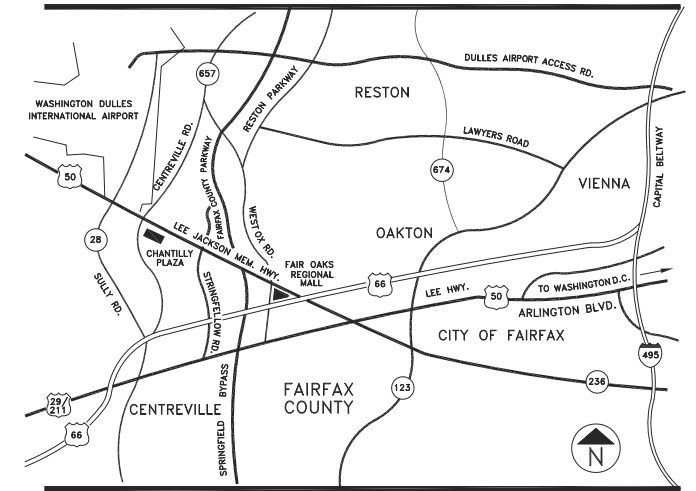 657
DULLES AIRPORT ACCESS RD.
RESTON PARKWAY
RESTON
WASHINGTON DULLES
INTERNATIONAL AIRPORT
CENTREVILLE RD.
FAIRFAX COUNTY PARKWAY
LAWYERS ROAD
CAPITAL BELTWAY
50
674
VIENNA
28
WEST OX RD.
OAKTON
LEE JACKSON MEM. HWY.
CHANTILLY
PLAZA
FAIR OAKS
REGIONAL
MALL
SULLY RD.
STRINGFELLOW RD.
66
LEE HWY.
50
TO WASHINGTON D.C.
ARLINGTON BLVD.
CITY OF FAIRFAX
495
29
211
CENTREVILLE
SPRINGFIELD BYPASS
FAIRFAX
COUNTY
123
236
66
N